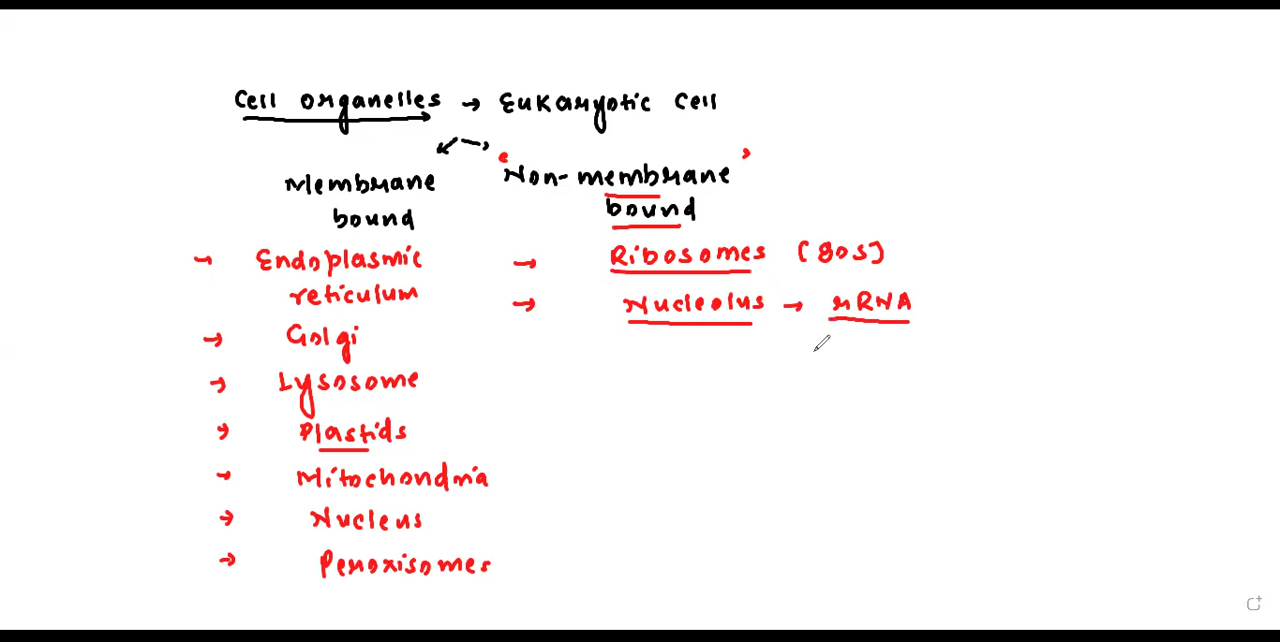 Cell organelles → Eukaryotic Cell
Membrane bound
Non-membrane bound
→ Endoplasmic reticulum
→ Golgi
→ Lysosome
→ Plastids
→ Mitochondria
→ Nucleus
→ Peroxisomes
→ Ribosomes (80s)
→ Nucleolus → rRNA